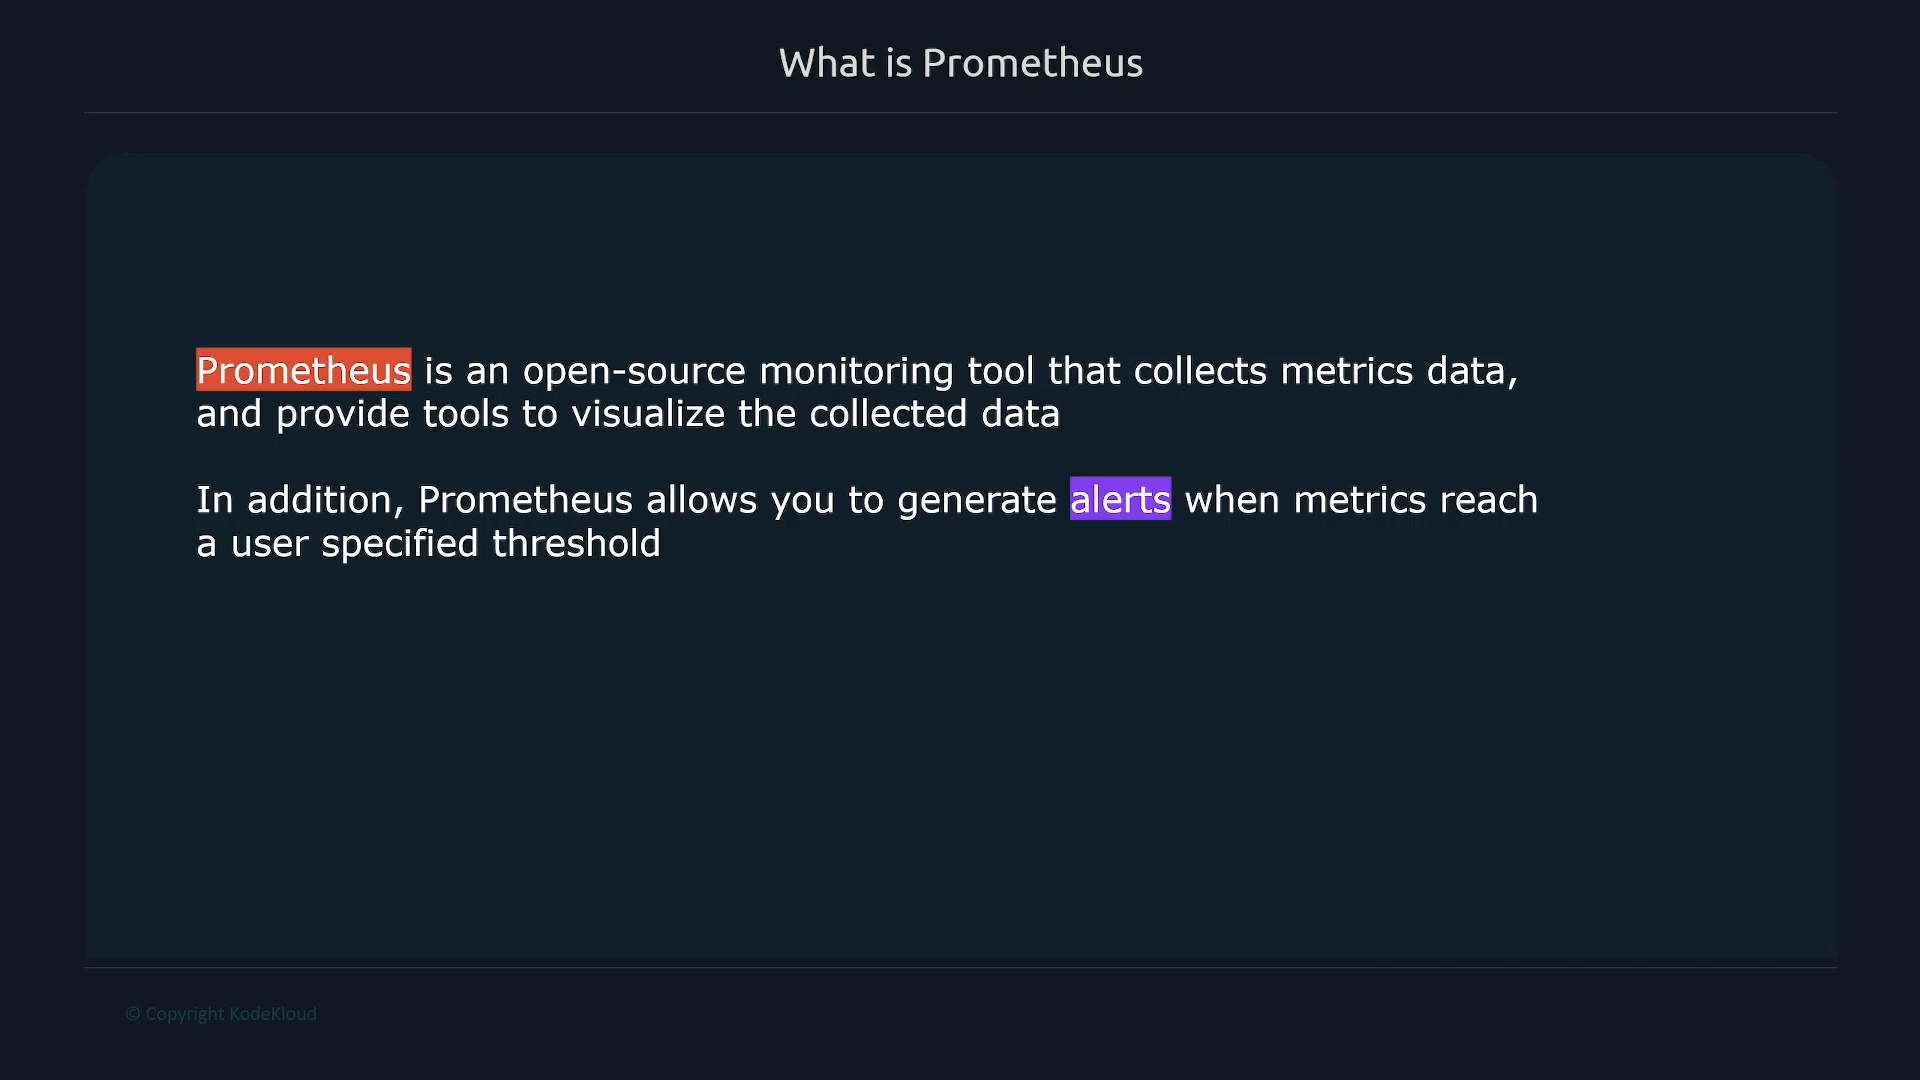 What is Prometheus
Prometheus is an open-source monitoring tool that collects metrics data,
and provide tools to visualize the collected data
In addition, Prometheus allows you to generate alerts when metrics reach
a user specified threshold
© Copyright KodeKloud